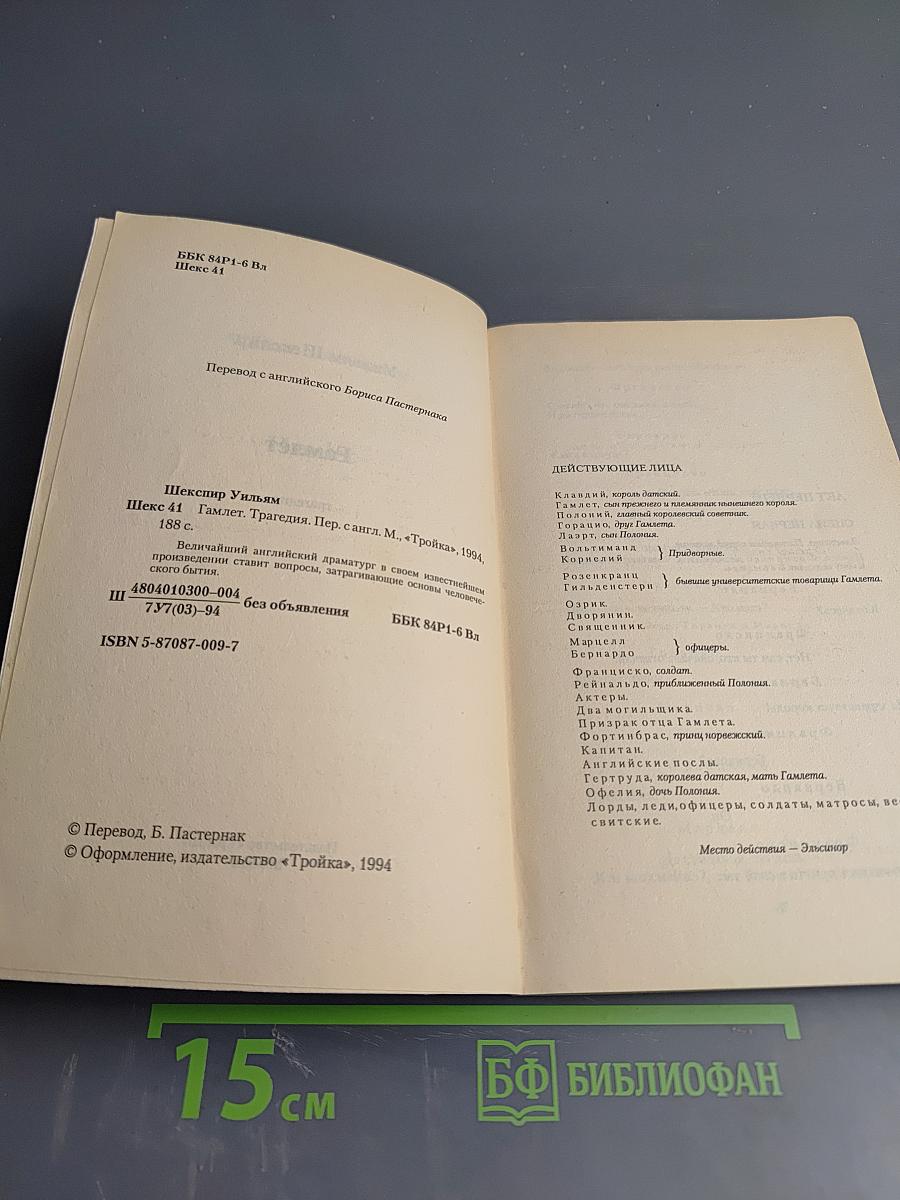 ББК 84Р1-6 Вл
Шекс 41
Перевод с английского Бориса Пастернака
Шекспир Уильям
Шекс 41 Гамлет. Трагедия. Пер. с англ. М., «Тройка», 1994,
188 с.
Величайший английский драматург в своем известнейшем
произведении ставит вопросы, затрагивающие основы человече-
ского бытия.
Ш 4804010300–004 без объявления
7У7(03)–94
ББК 84Р1-6 Вл
ISBN 5-87087-009-7
© Перевод, Б. Пастернак
© Оформление, издательство «Тройка», 1994
ДЕЙСТВУЮЩИЕ ЛИЦА
Клавдий, король датский.
Гамлет, сын прежнего и племянник нынешнего короля.
Полоний, главный королевский советник.
Горацио, друг Гамлета.
Лаэрт, сын Полония.
Вольтиманд
Корнелий } Придворные.
Розенкранц
Гильденстерн } бывшие университетские товарищи Гамлета.
Озрик.
Дворянин.
Священник.
Марцелл
Бернардо } офицеры.
Франциско, солдат.
Рейнальдо, приближенный Полония.
Актеры.
Два могильщика.
Призрак отца Гамлета.
Фортинбрас, принц норвежский.
Капитан.
Английские послы.
Гертруда, королева датская, мать Гамлета.
Офелия, дочь Полония.
Лорды, леди, офицеры, солдаты, матросы, ве
свитские.
Место действия — Эльсинор
15 см
БФ БИБЛИОФАН